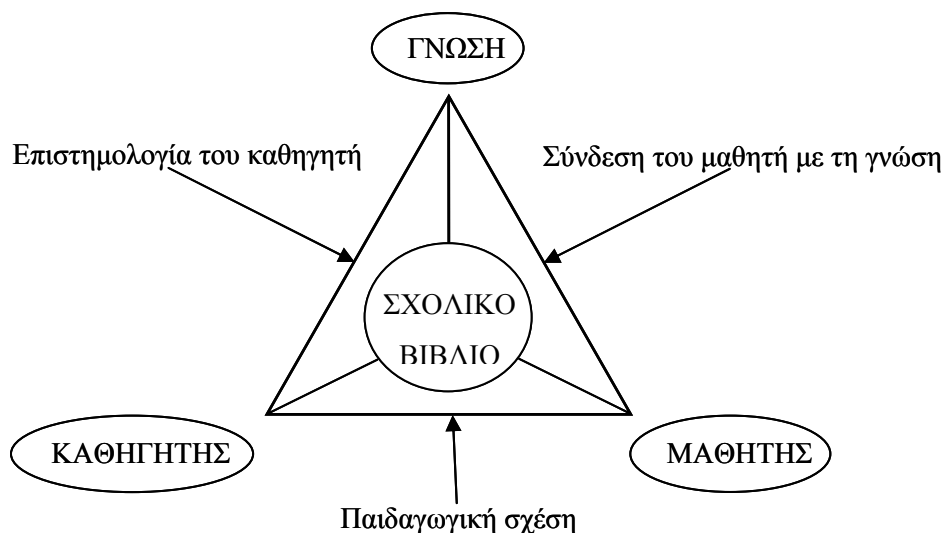 ΓΝΩΣΗ
Επιστημολογία του καθηγητή
Σύνδεση του μαθητή με τη γνώση
ΣΧΟΛΙΚΟ
ΒΙΒΛΙΟ
ΚΑΘΗΓΗΤΗΣ
ΜΑΘΗΤΗΣ
Παιδαγωγική σχέση